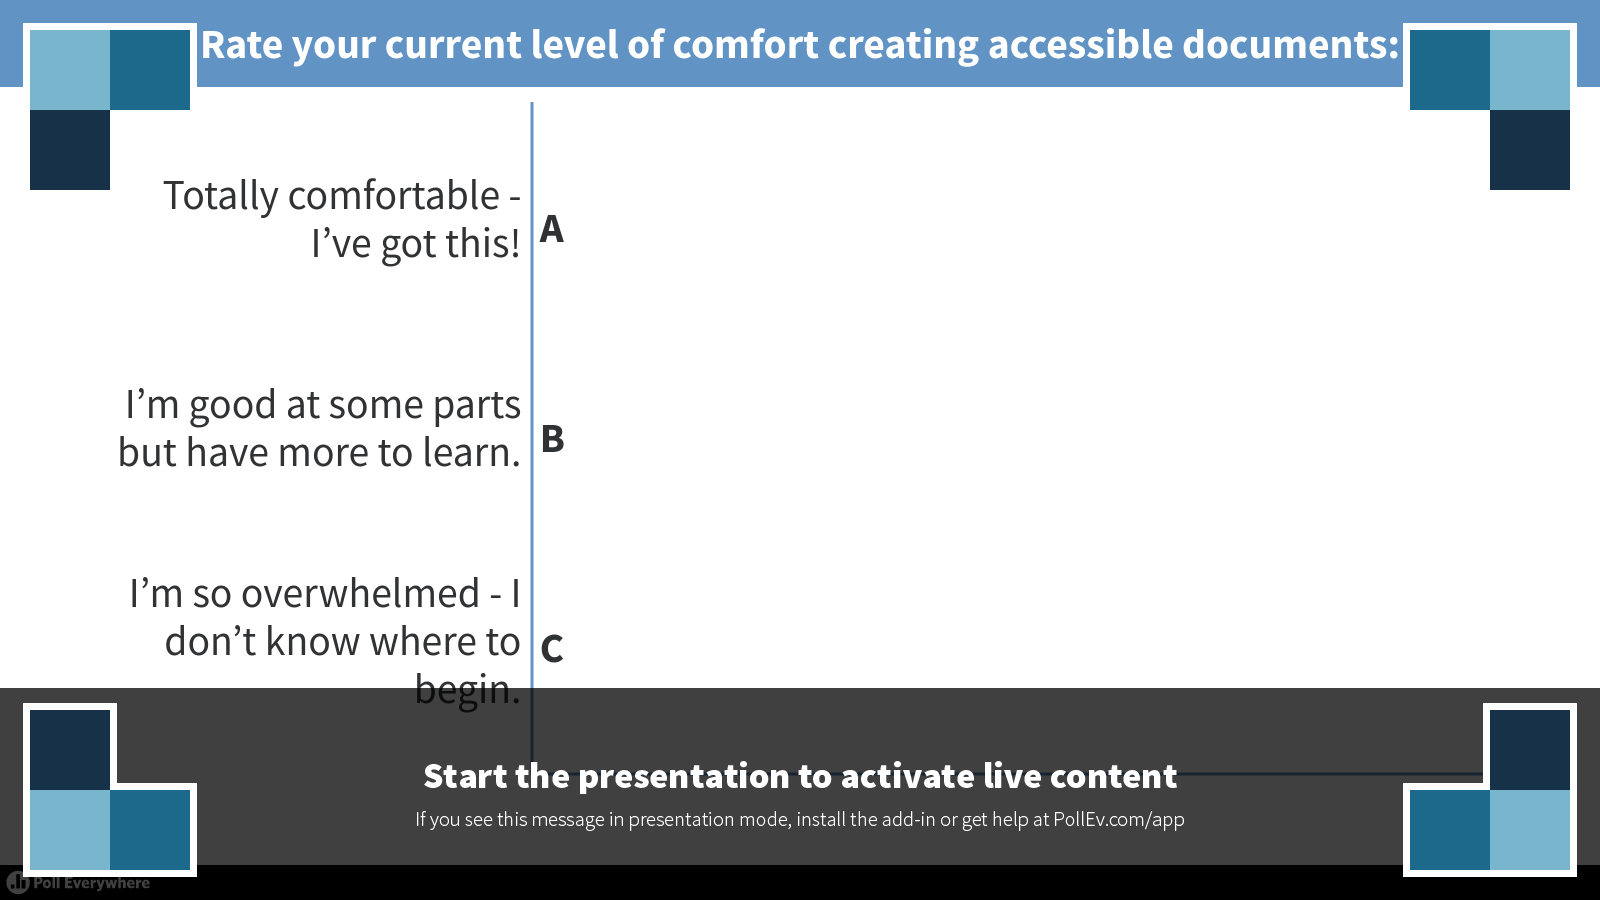 Rate your current level of comfort creating accessible documents:
Totally comfortable -
I’ve got this!
A
I’m good at some parts
but have more to learn.
B
I’m so overwhelmed - I
don’t know where to
begin.
C
Start the presentation to activate live content
If you see this message in presentation mode, install the add-in or get help at PollEv.com/app
Poll Everywhere